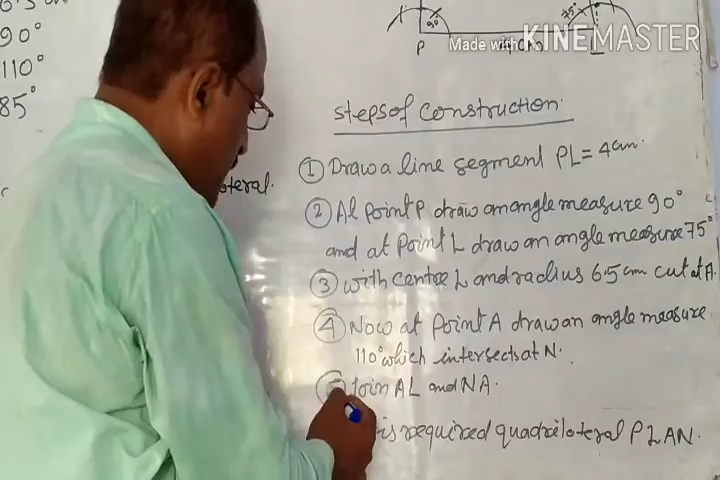 90°
110°
85°
90°
75°
P
L
Made with KINEMASTER
Steps of Construction.
① Draw a line segment PL = 4cm.
② At point P draw an angle measure 90°
and at point L draw an angle measure 75°
③ with centre L and radius 6.5 cm cut at A.
④ Now at point A draw an angle measure
110° which intersects at N.
Join AL and NA.
is required quadrilateral PLAN.